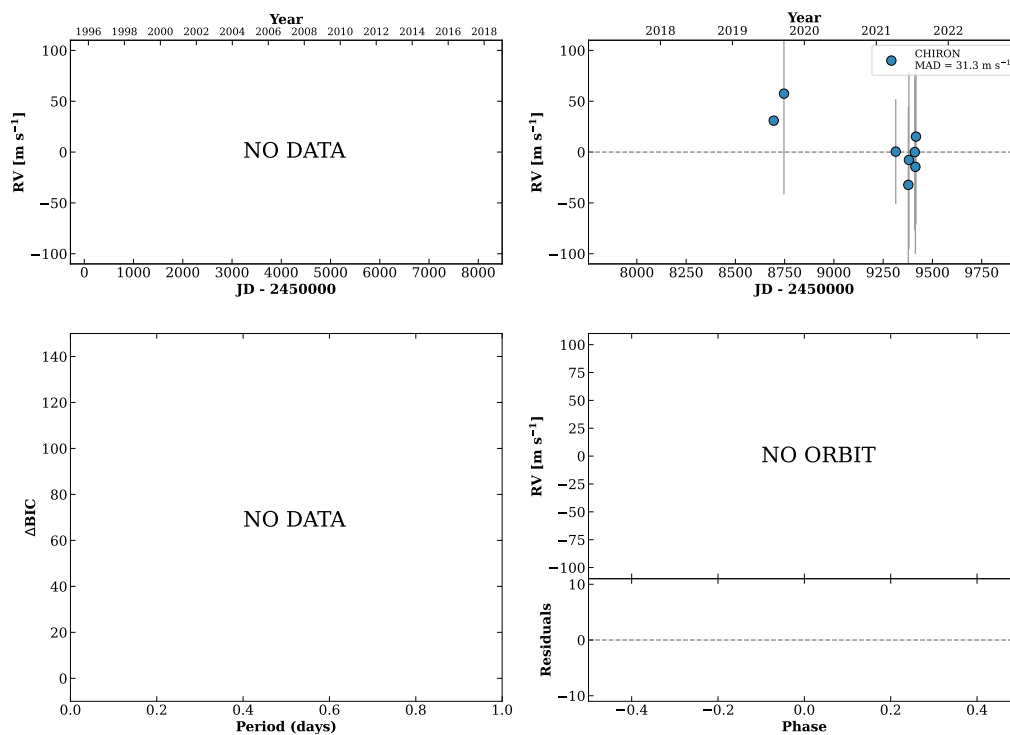 Year
1996 1998 2000 2002 2004 2006 2008 2010 2012 2014 2016 2018
100
50
0
−50
−100
RV [m s⁻¹]
NO DATA
0 1000 2000 3000 4000 5000 6000 7000 8000
JD - 2450000
Year
2018 2019 2020 2021 2022
CHIRON
MAD = 31.3 m s⁻¹
100
50
0
−50
−100
RV [m s⁻¹]
8000 8250 8500 8750 9000 9250 9500 9750
JD - 2450000
140
120
100
80
60
40
20
0
ΔBIC
NO DATA
0.0 0.2 0.4 0.6 0.8 1.0
Period (days)
100
75
50
25
0
−25
−50
−75
−100
RV [m s⁻¹]
NO ORBIT
10
0
−10
Residuals
−0.4 −0.2 0.0 0.2 0.4
Phase